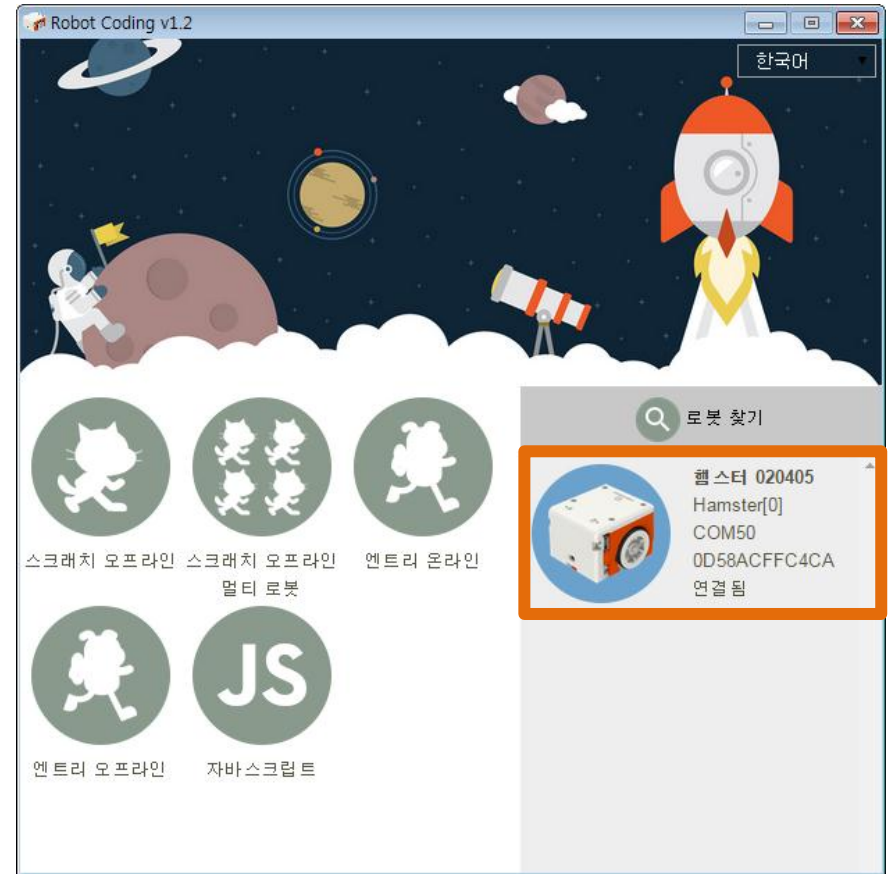 Robot Coding v1.2
한국어
로봇 찾기
햄스터 020405
Hamster[0]
COM50
0D58ACFFC4CA
연결됨
스크래치 오프라인
스크래치 오프라인
멀티 로봇
엔트리 온라인
엔트리 오프라인
JS
자바스크립트